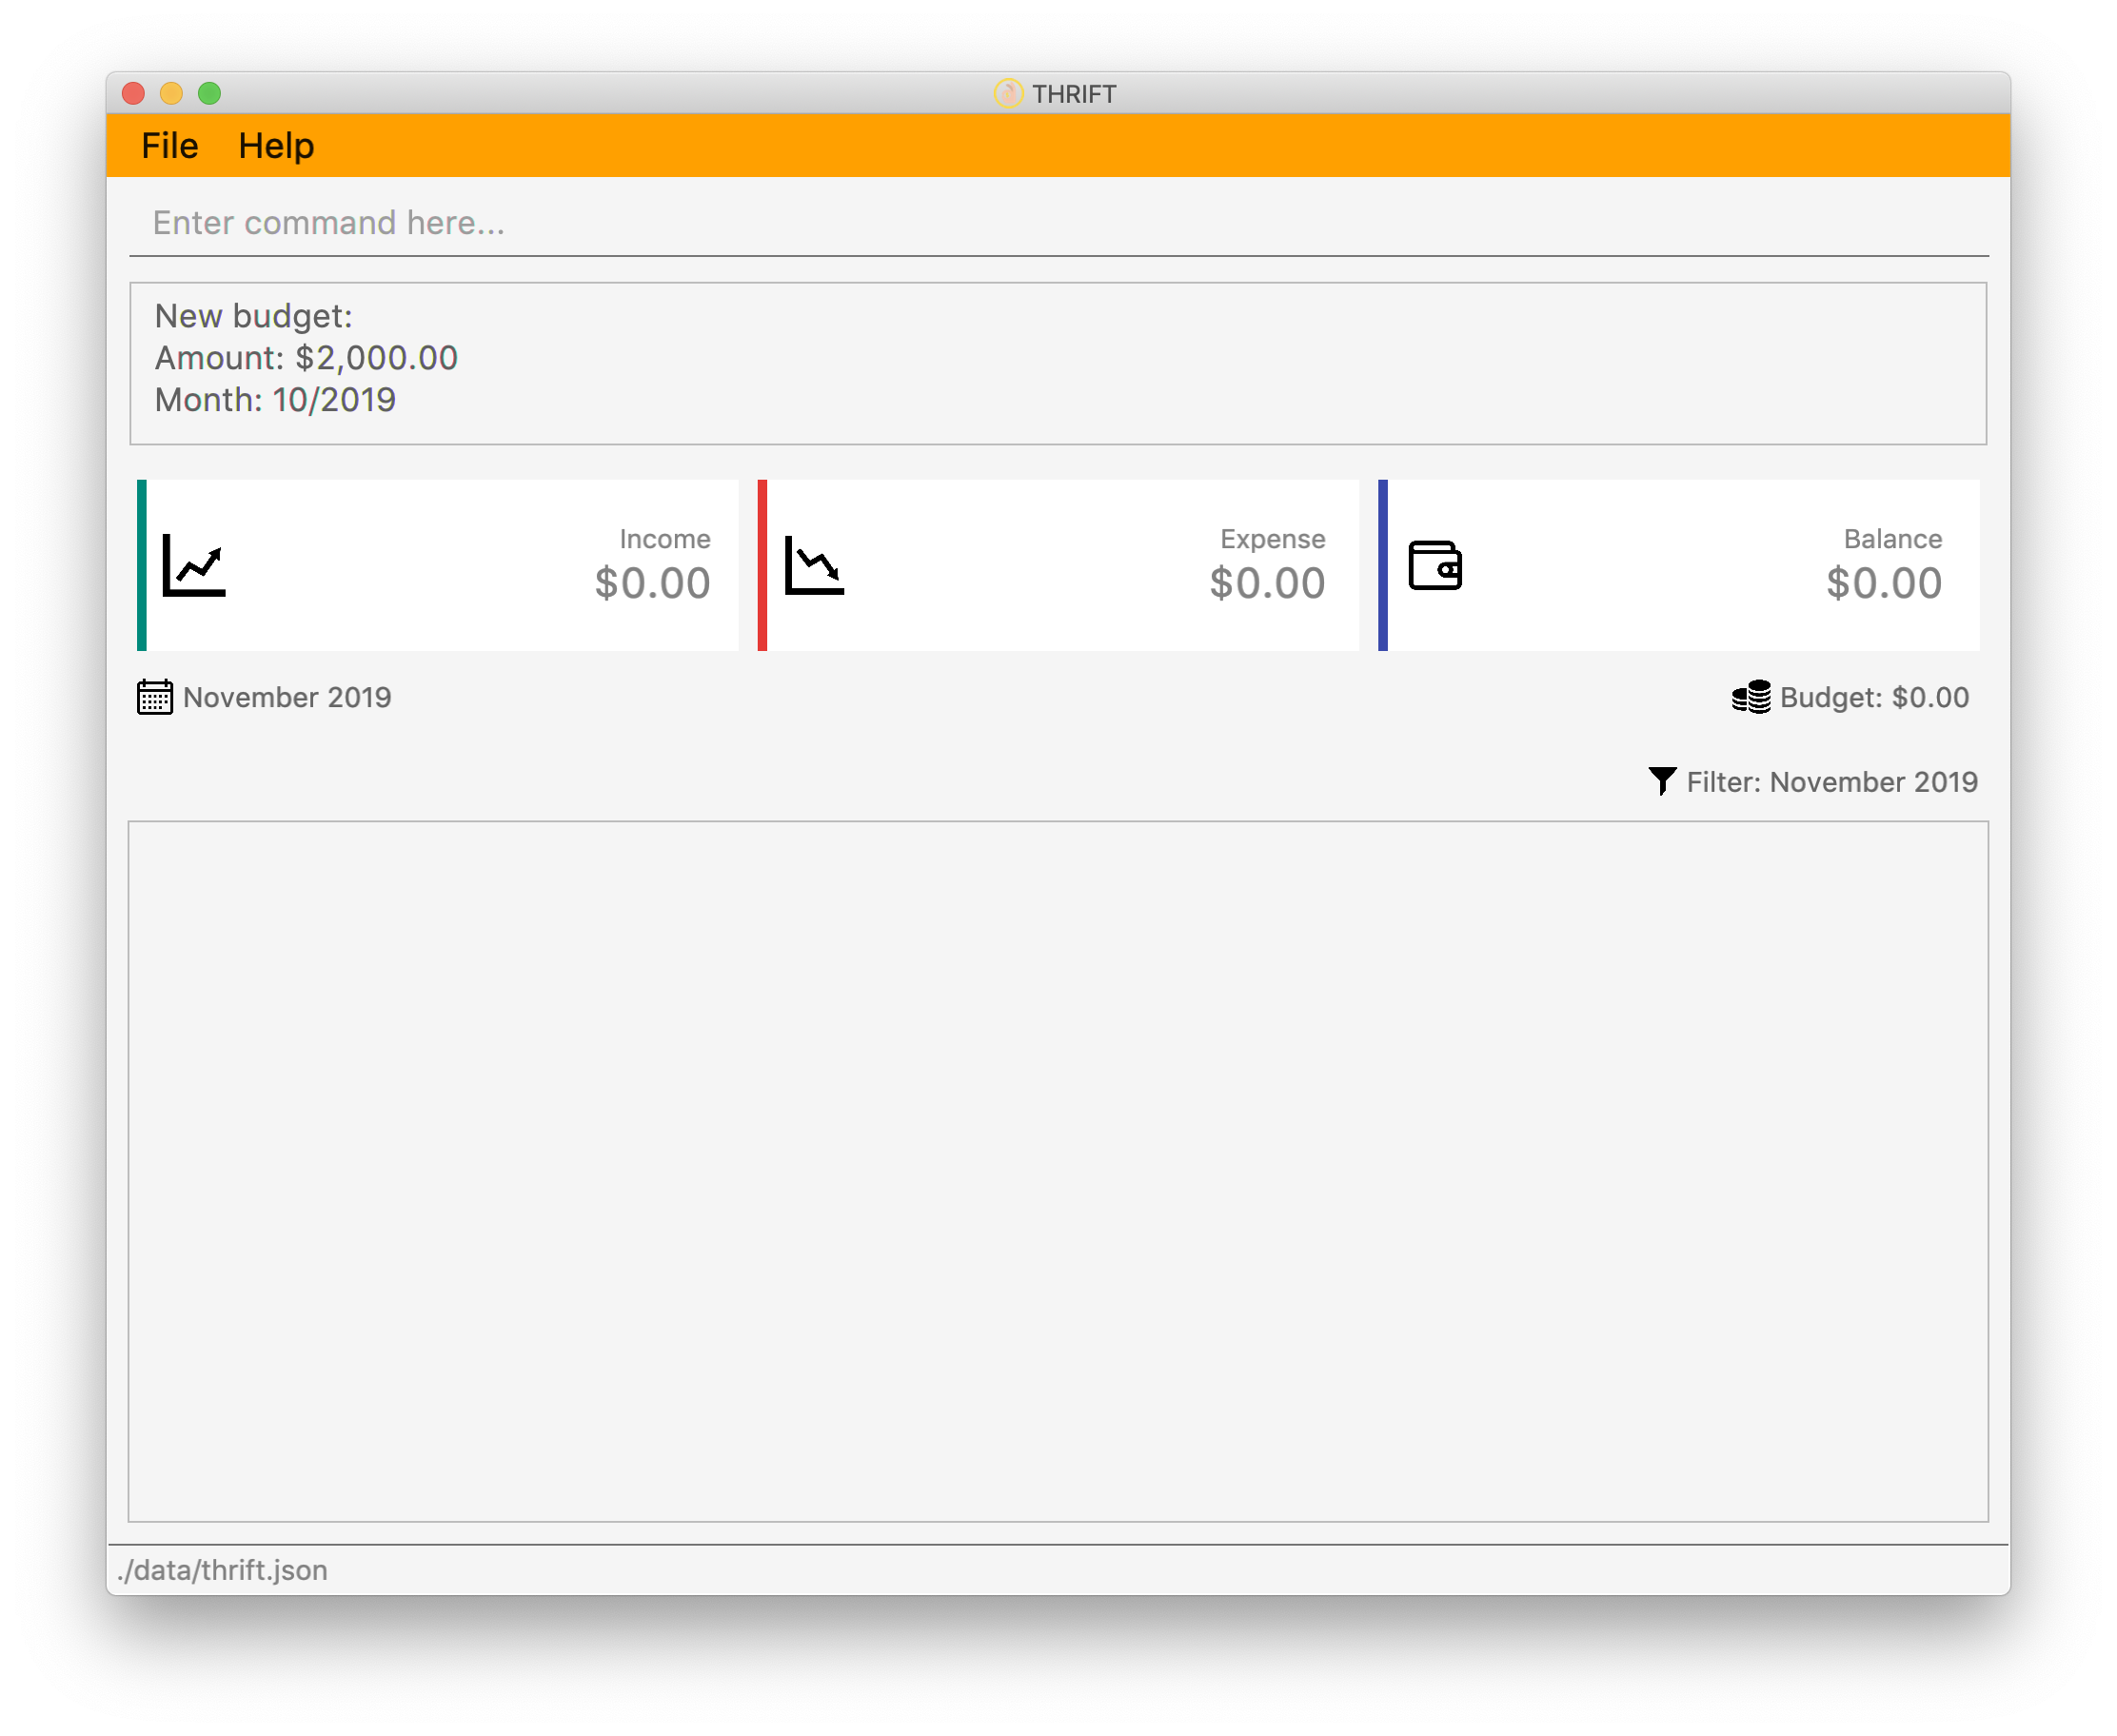 THRIFT
File Help
Enter command here...
New budget:
Amount: $2,000.00
Month: 10/2019
Income
$0.00
Expense
$0.00
Balance
$0.00
November 2019
Budget: $0.00
Filter: November 2019
./data/thrift.json